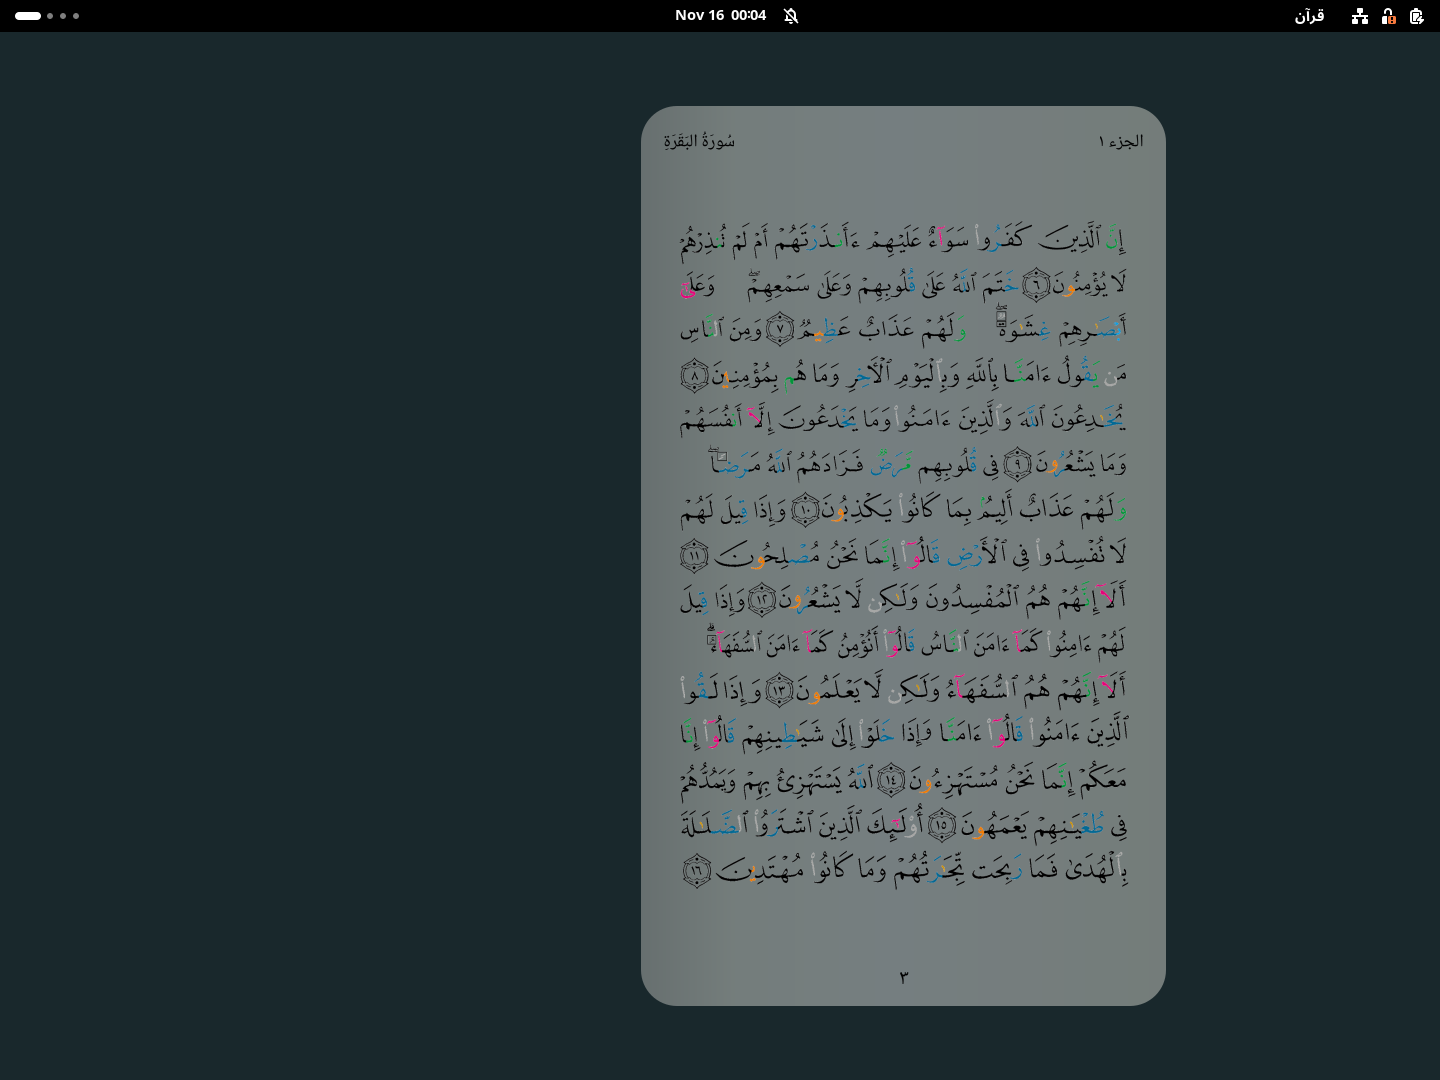 Nov 16 00:04
قرآن
الجزء ١
سُورَةُ البَقَرَةِ
إِنَّ ٱلَّذِينَ كَفَرُوا۟ سَوَآءٌ عَلَيْهِمْ ءَأَنذَرْتَهُمْ أَمْ لَمْ تُنذِرْهُمْ
لَا يُؤْمِنُونَ ٦ خَتَمَ ٱللَّهُ عَلَىٰ قُلُوبِهِمْ وَعَلَىٰ سَمْعِهِمْ ۖ وَعَلَىٰٓ
أَبْصَـٰرِهِمْ غِشَـٰوَةٌ ۖ وَلَهُمْ عَذَابٌ عَظِيمٌ ٧ وَمِنَ ٱلنَّاسِ
مَن يَقُولُ ءَامَنَّا بِٱللَّهِ وَبِٱلْيَوْمِ ٱلْـَٔاخِرِ وَمَا هُم بِمُؤْمِنِينَ ٨
يُخَـٰدِعُونَ ٱللَّهَ وَٱلَّذِينَ ءَامَنُوا۟ وَمَا يَخْدَعُونَ إِلَّآ أَنفُسَهُمْ
وَمَا يَشْعُرُونَ ٩ فِى قُلُوبِهِم مَّرَضٌ فَزَادَهُمُ ٱللَّهُ مَرَضًا ۖ
وَلَهُمْ عَذَابٌ أَلِيمٌۢ بِمَا كَانُوا۟ يَكْذِبُونَ ١٠ وَإِذَا قِيلَ لَهُمْ
لَا تُفْسِدُوا۟ فِى ٱلْأَرْضِ قَالُوٓا۟ إِنَّمَا نَحْنُ مُصْلِحُونَ ١١
أَلَآ إِنَّهُمْ هُمُ ٱلْمُفْسِدُونَ وَلَـٰكِن لَّا يَشْعُرُونَ ١٢ وَإِذَا قِيلَ
لَهُمْ ءَامِنُوا۟ كَمَآ ءَامَنَ ٱلنَّاسُ قَالُوٓا۟ أَنُؤْمِنُ كَمَآ ءَامَنَ ٱلسُّفَهَآءُ ۗ
أَلَآ إِنَّهُمْ هُمُ ٱلسُّفَهَآءُ وَلَـٰكِن لَّا يَعْلَمُونَ ١٣ وَإِذَا لَقُوا۟
ٱلَّذِينَ ءَامَنُوا۟ قَالُوٓا۟ ءَامَنَّا وَإِذَا خَلَوْا۟ إِلَىٰ شَيَـٰطِينِهِمْ قَالُوٓا۟ إِنَّا
مَعَكُمْ إِنَّمَا نَحْنُ مُسْتَهْزِءُونَ ١٤ ٱللَّهُ يَسْتَهْزِئُ بِهِمْ وَيَمُدُّهُمْ
فِى طُغْيَـٰنِهِمْ يَعْمَهُونَ ١٥ أُو۟لَـٰٓئِكَ ٱلَّذِينَ ٱشْتَرَوُا۟ ٱلضَّلَـٰلَةَ
بِٱلْهُدَىٰ فَمَا رَبِحَت تِّجَـٰرَتُهُمْ وَمَا كَانُوا۟ مُهْتَدِينَ ١٦
٣